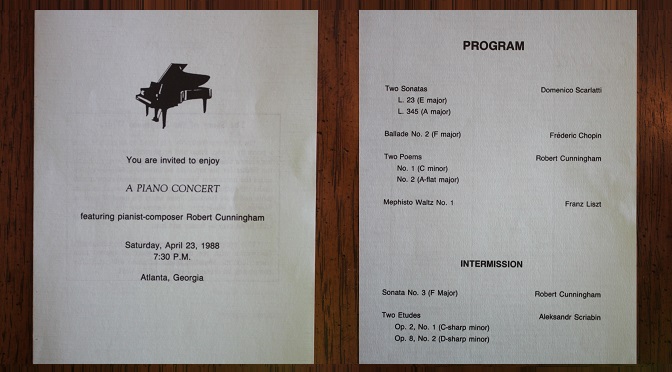 You are invited to enjoy
A PIANO CONCERT
featuring pianist-composer Robert Cunningham
Saturday, April 23, 1988
7:30 P.M.
Atlanta, Georgia
PROGRAM
Two Sonatas Domenico Scarlatti
L. 23 (E major)
L. 345 (A major)
Ballade No. 2 (F major) Fréderic Chopin
Two Poems Robert Cunningham
No. 1 (C minor)
No. 2 (A-flat major)
Mephisto Waltz No. 1 Franz Liszt
INTERMISSION
Sonata No. 3 (F Major) Robert Cunningham
Two Etudes Aleksandr Scriabin
Op. 2, No. 1 (C-sharp minor)
Op. 8, No. 2 (D-sharp minor)